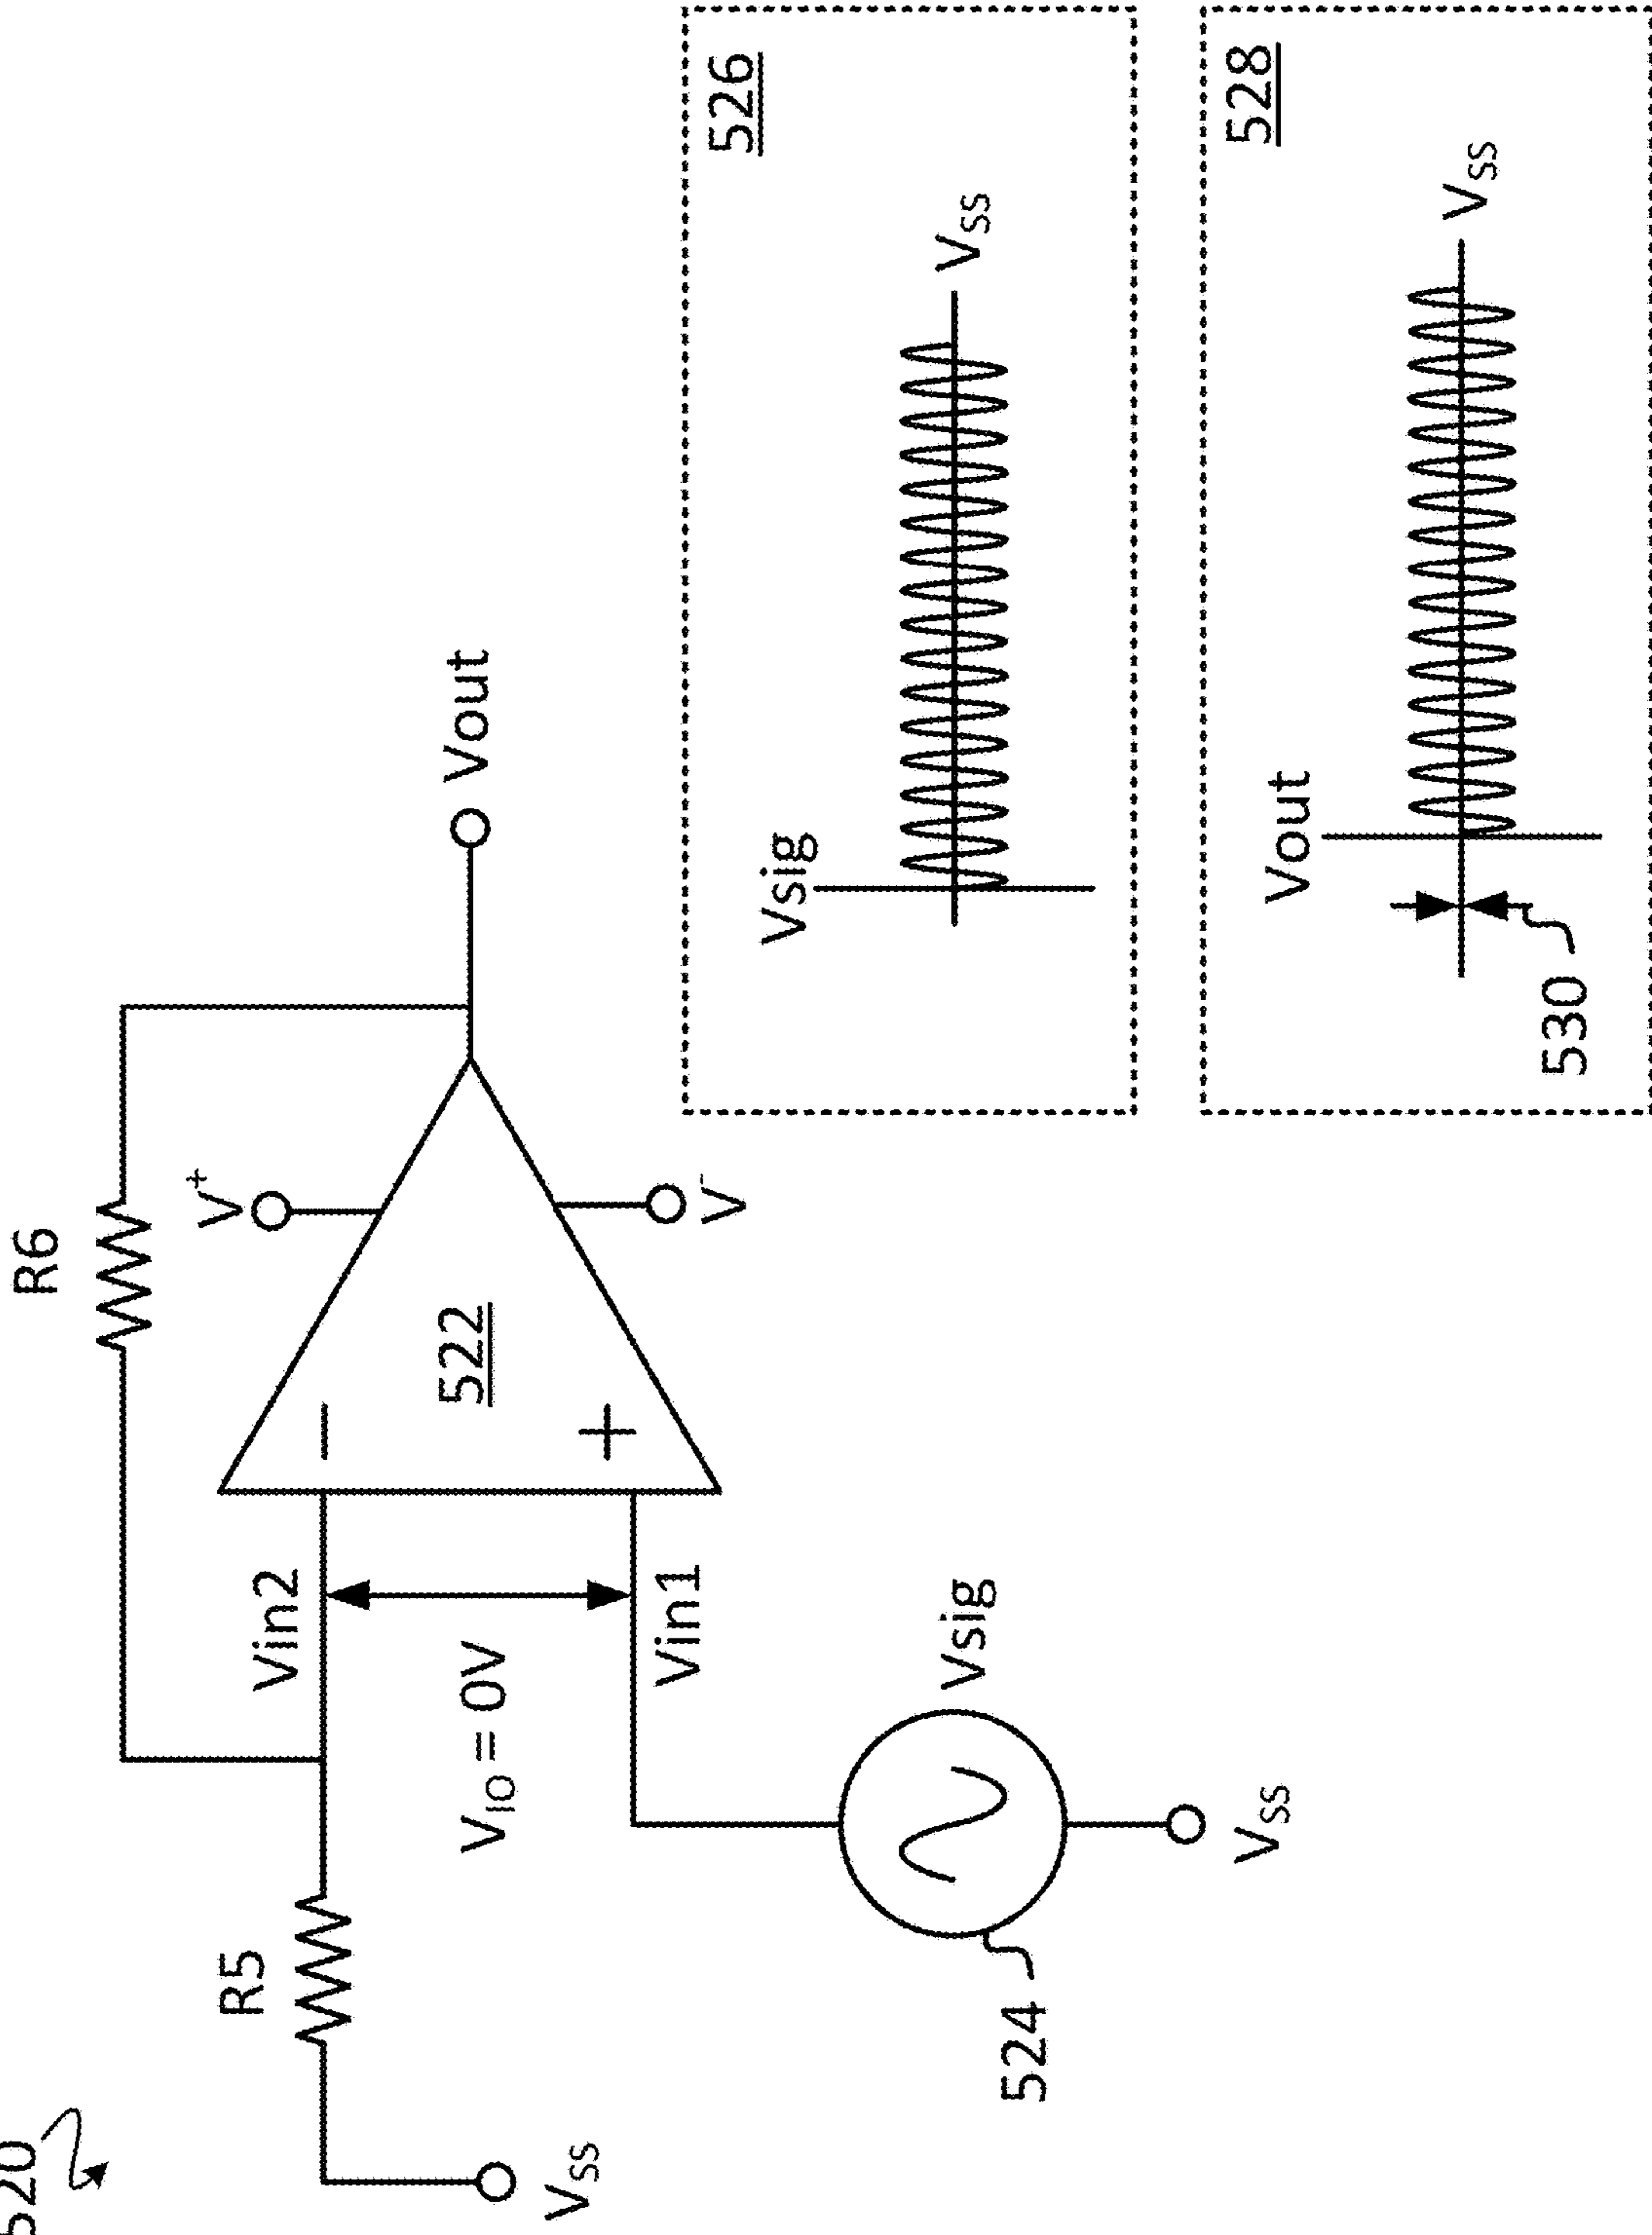 520
R6
V+
Vin2
R5
522
−
+
Vout
VIO = 0V
Vin1
V-
VSS
Vsig
524
VSS
526
Vsig
VSS
528
Vout
VSS
530